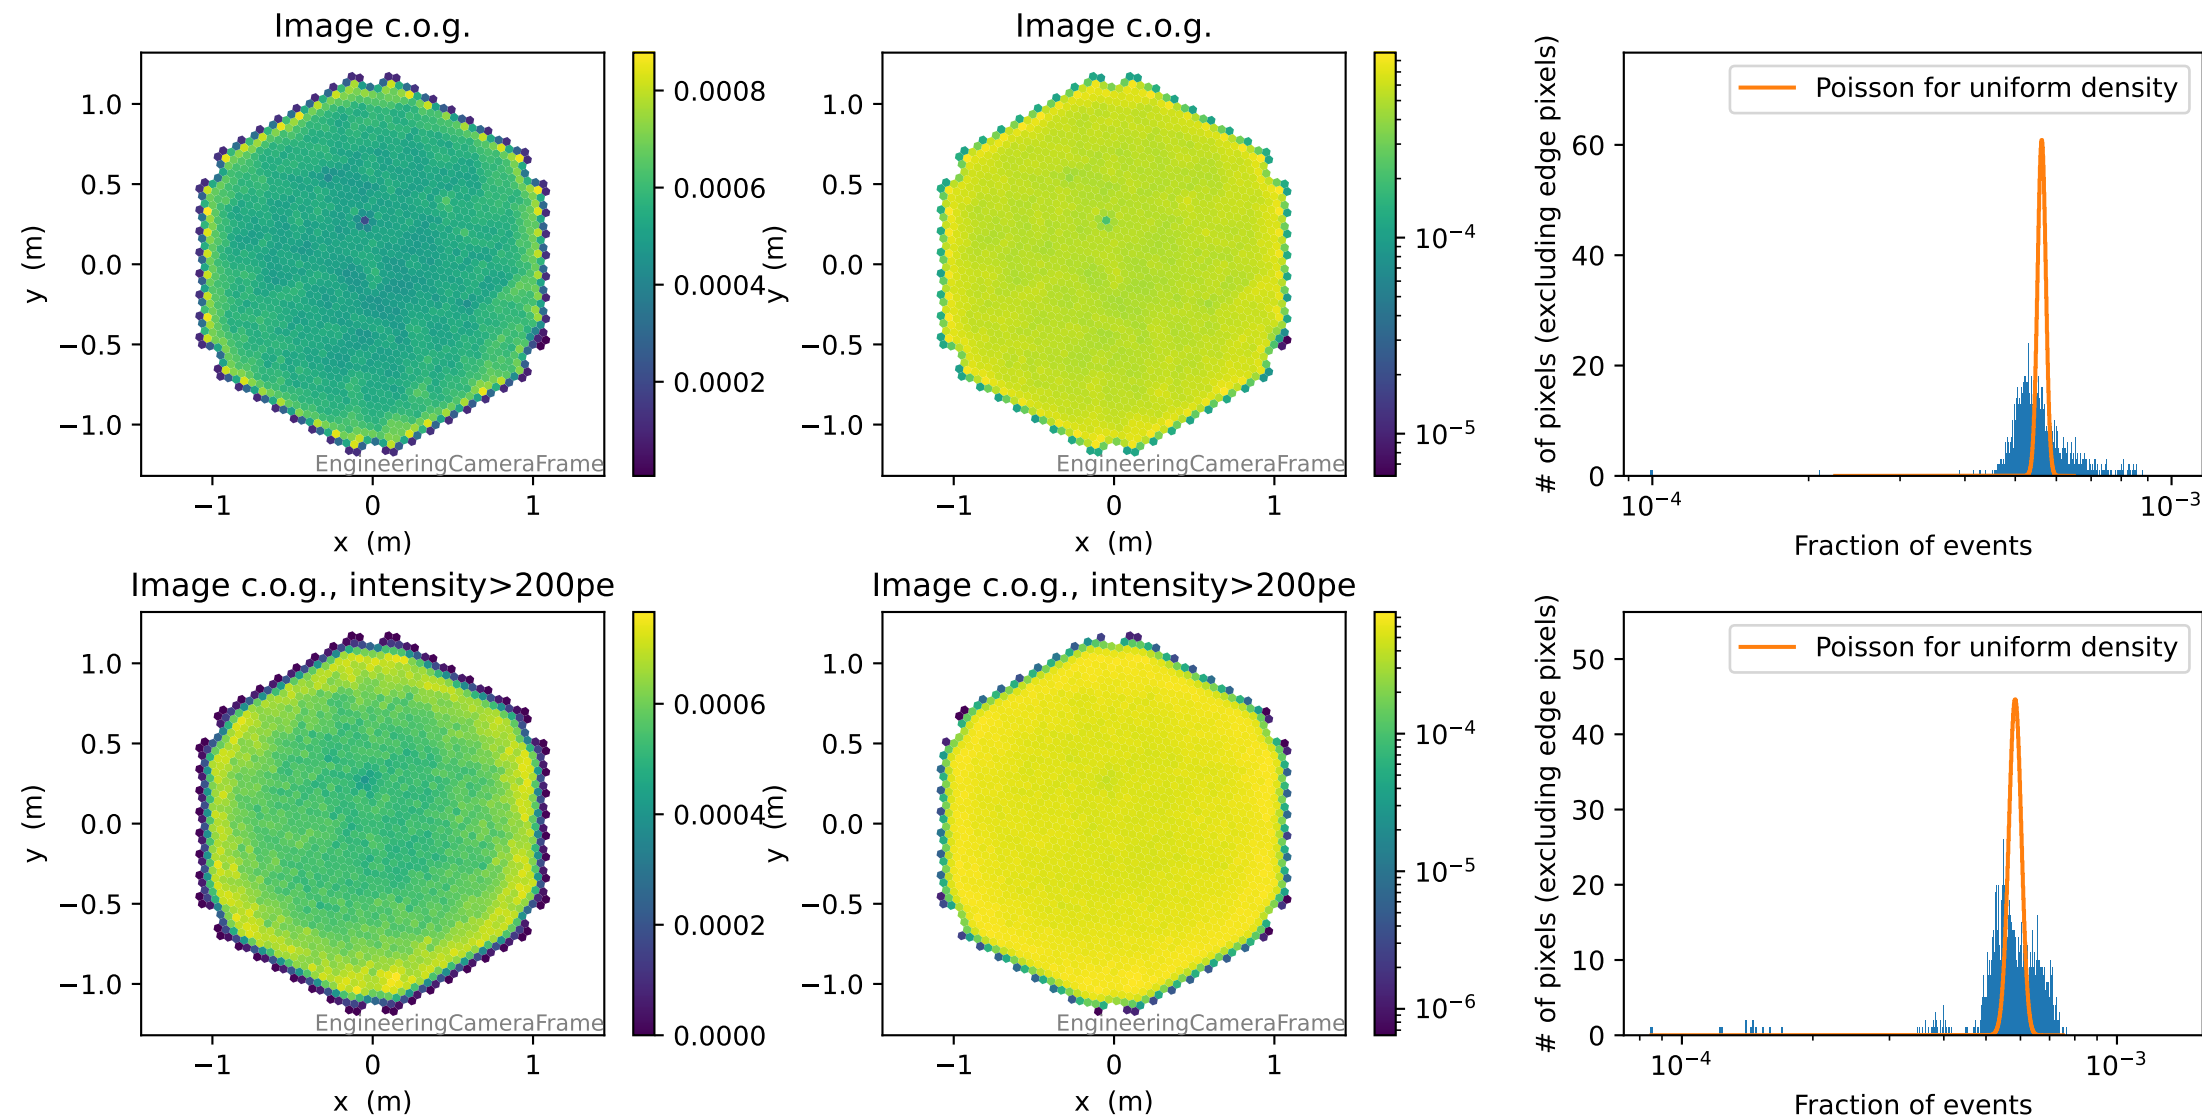 Image c.o.g.
y (m)
1.0
0.5
0.0
−0.5
−1.0
−1 0 1
x (m)
EngineeringCameraFrame
0.0008
0.0006
0.0004
0.0002
Image c.o.g.
y (m)
1.0
0.5
0.0
−0.5
−1.0
−1 0 1
x (m)
EngineeringCameraFrame
10⁻⁴
10⁻⁵
# of pixels (excluding edge pixels)
60
40
20
0
Poisson for uniform density
10⁻⁴ 10⁻³
Fraction of events
Image c.o.g., intensity>200pe
y (m)
1.0
0.5
0.0
−0.5
−1.0
−1 0 1
x (m)
EngineeringCameraFrame
0.0006
0.0004
0.0002
0.0000
Image c.o.g., intensity>200pe
y (m)
1.0
0.5
0.0
−0.5
−1.0
−1 0 1
x (m)
EngineeringCameraFrame
10⁻⁴
10⁻⁵
10⁻⁶
# of pixels (excluding edge pixels)
50
40
30
20
10
0
Poisson for uniform density
10⁻⁴ 10⁻³
Fraction of events